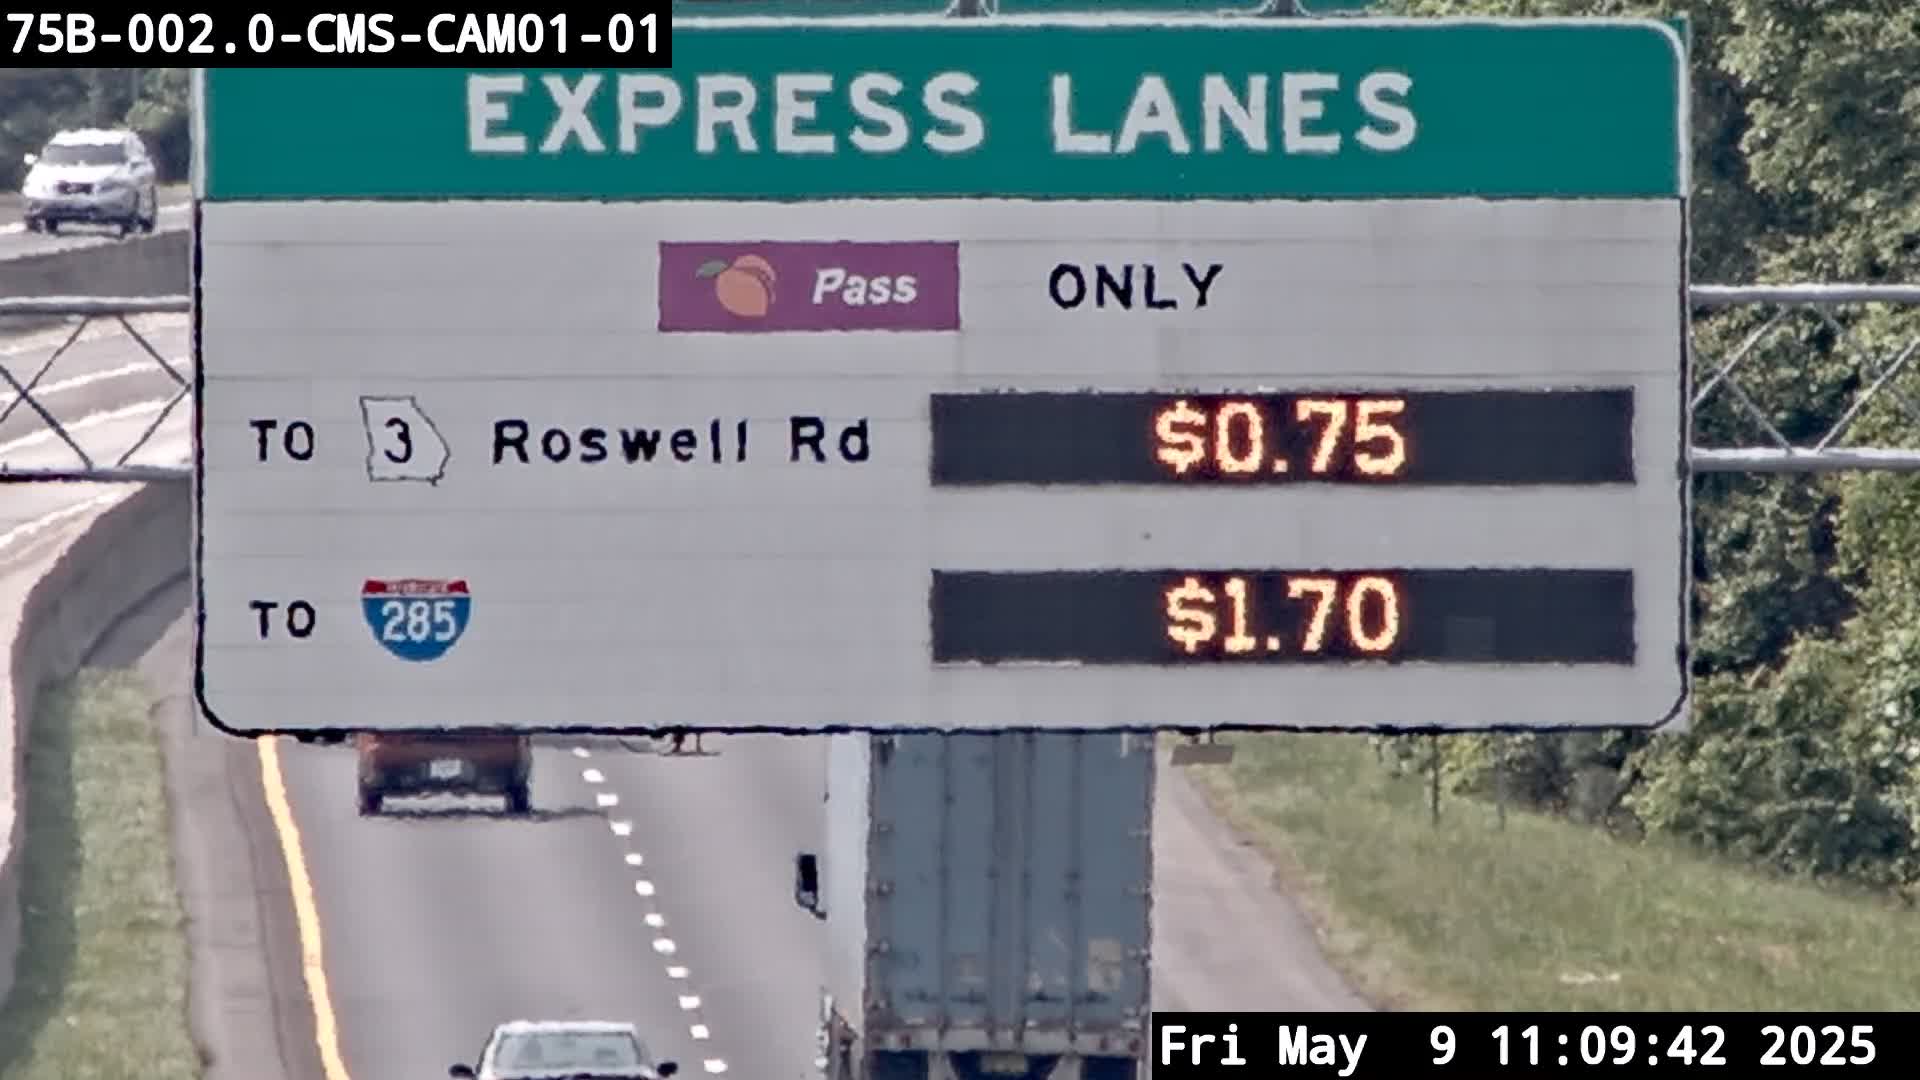 75B-002.0-CMS-CAM01-01
EXPRESS LANES
Pass ONLY
TO 3 Roswell Rd $0.75
TO 285 $1.70
Fri May 9 11:09:42 2025